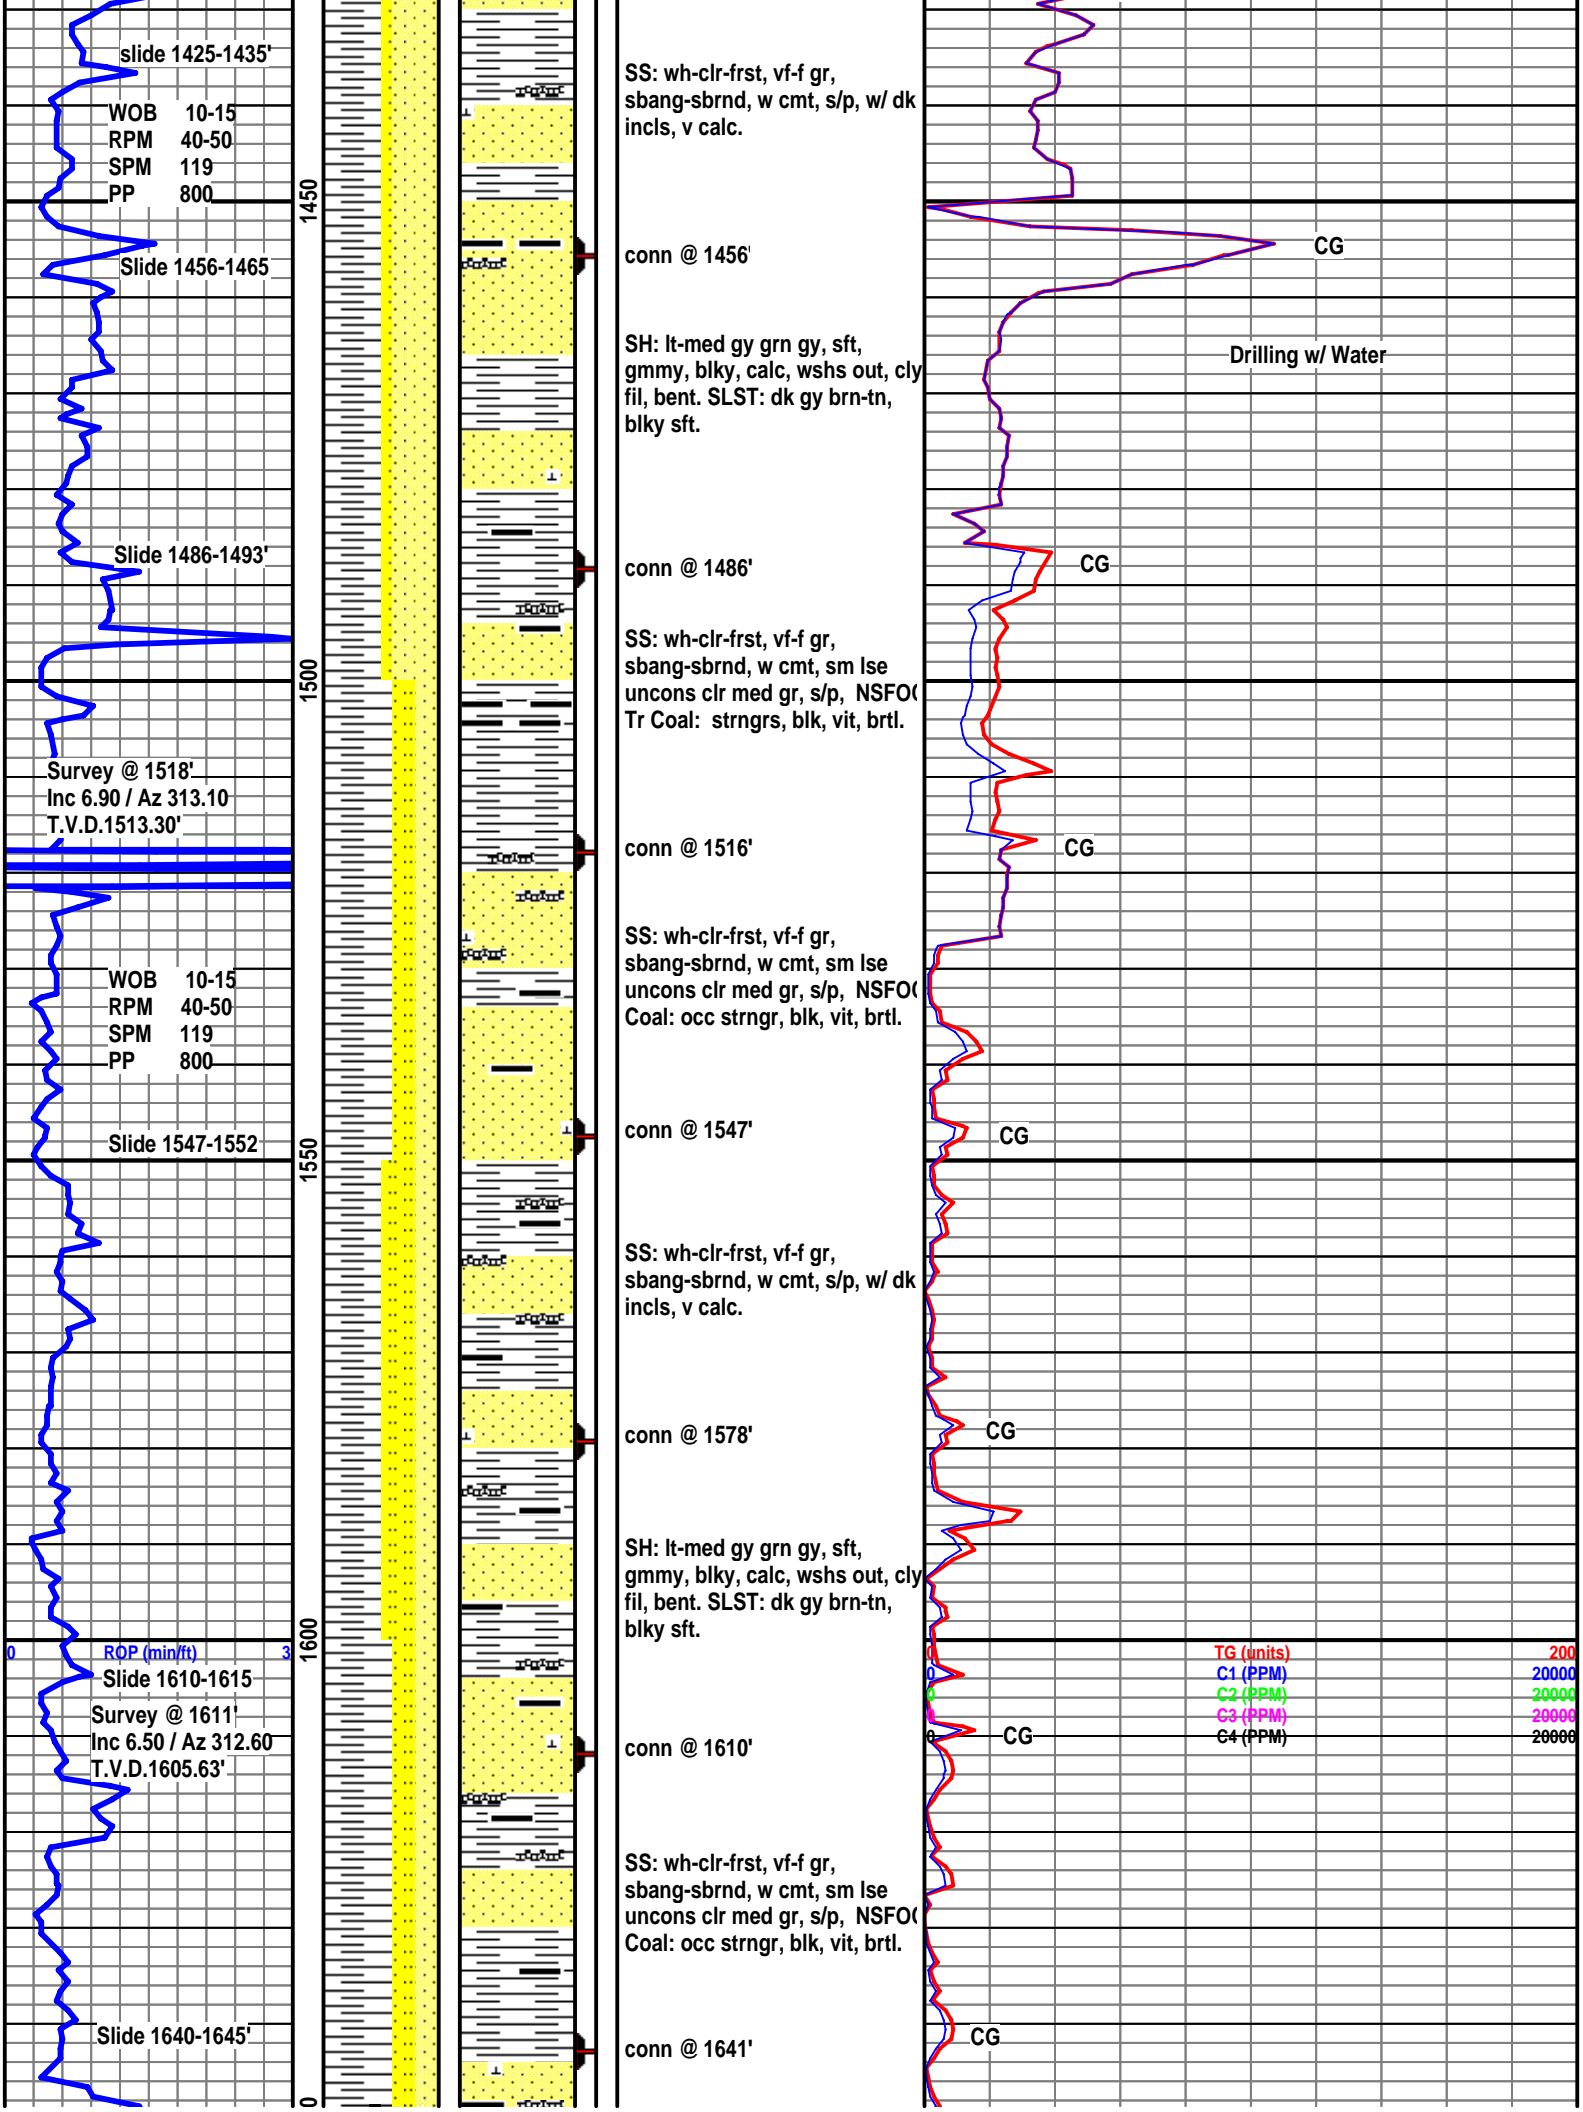 slide 1425-1435'
WOB 10-15
RPM 40-50
SPM 119
PP 800
Slide 1456-1465
Slide 1486-1493'
Survey @ 1518'
Inc 6.90 / Az 313.10
T.V.D.1513.30'
WOB 10-15
RPM 40-50
SPM 119
PP 800
Slide 1547-1552
0 ROP (min/ft) 3
Slide 1610-1615
Survey @ 1611'
Inc 6.50 / Az 312.60
T.V.D.1605.63'
Slide 1640-1645'
1450
1500
1550
1600
0
SS: wh-clr-frst, vf-f gr,
sbang-sbrnd, w cmt, s/p, w/ dk
incls, v calc.
conn @ 1456'
SH: lt-med gy grn gy, sft,
gmmy, blky, calc, wshs out, cly
fil, bent. SLST: dk gy brn-tn,
blky sft.
conn @ 1486'
SS: wh-clr-frst, vf-f gr,
sbang-sbrnd, w cmt, sm lse
uncons clr med gr, s/p, NSFO
Tr Coal: strngrs, blk, vit, brtl.
conn @ 1516'
SS: wh-clr-frst, vf-f gr,
sbang-sbrnd, w cmt, sm lse
uncons clr med gr, s/p, NSFO
Coal: occ strngr, blk, vit, brtl.
conn @ 1547'
SS: wh-clr-frst, vf-f gr,
sbang-sbrnd, w cmt, s/p, w/ dk
incls, v calc.
conn @ 1578'
SH: lt-med gy grn gy, sft,
gmmy, blky, calc, wshs out, cly
fil, bent. SLST: dk gy brn-tn,
blky sft.
conn @ 1610'
SS: wh-clr-frst, vf-f gr,
sbang-sbrnd, w cmt, sm lse
uncons clr med gr, s/p, NSFO
Coal: occ strngr, blk, vit, brtl.
conn @ 1641'
CG
Drilling w/ Water
CG
CG
CG
CG
0 TG (units) 200
0 C1 (PPM) 20000
0 C2 (PPM) 20000
0 C3 (PPM) 20000
0 C4 (PPM) 20000
CG
CG